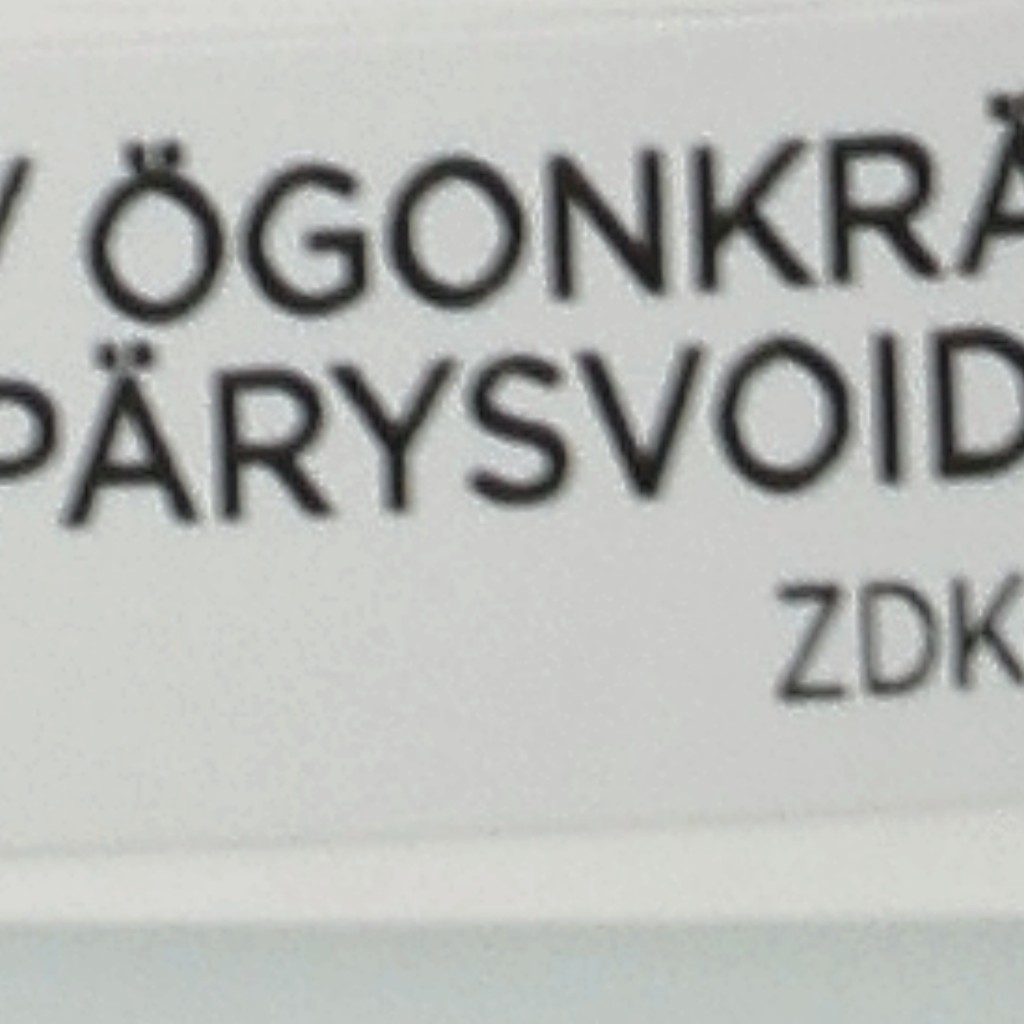 / ÖGONKRÄ
PÄRYSVOID
ZDK